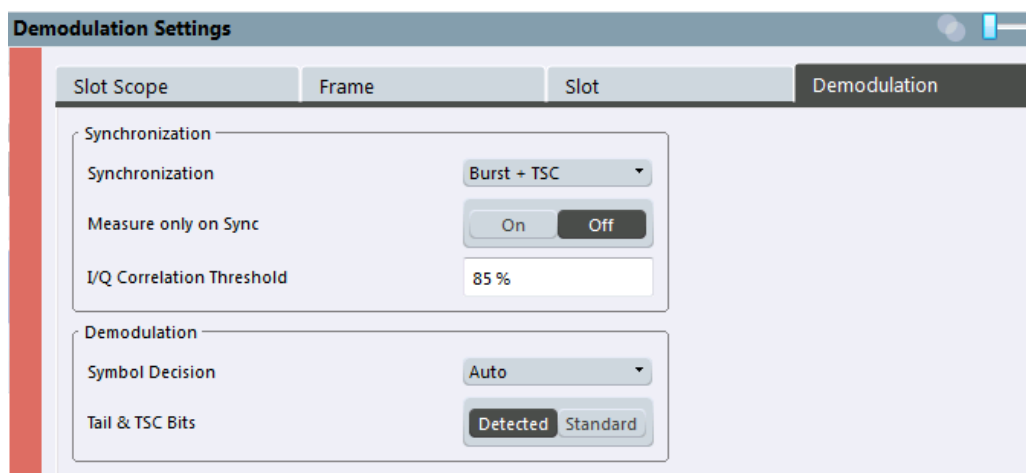 Demodulation Settings
Slot Scope Frame Slot Demodulation
Synchronization
Synchronization Burst + TSC
Measure only on Sync On Off
I/Q Correlation Threshold 85 %
Demodulation
Symbol Decision Auto
Tail & TSC Bits Detected Standard